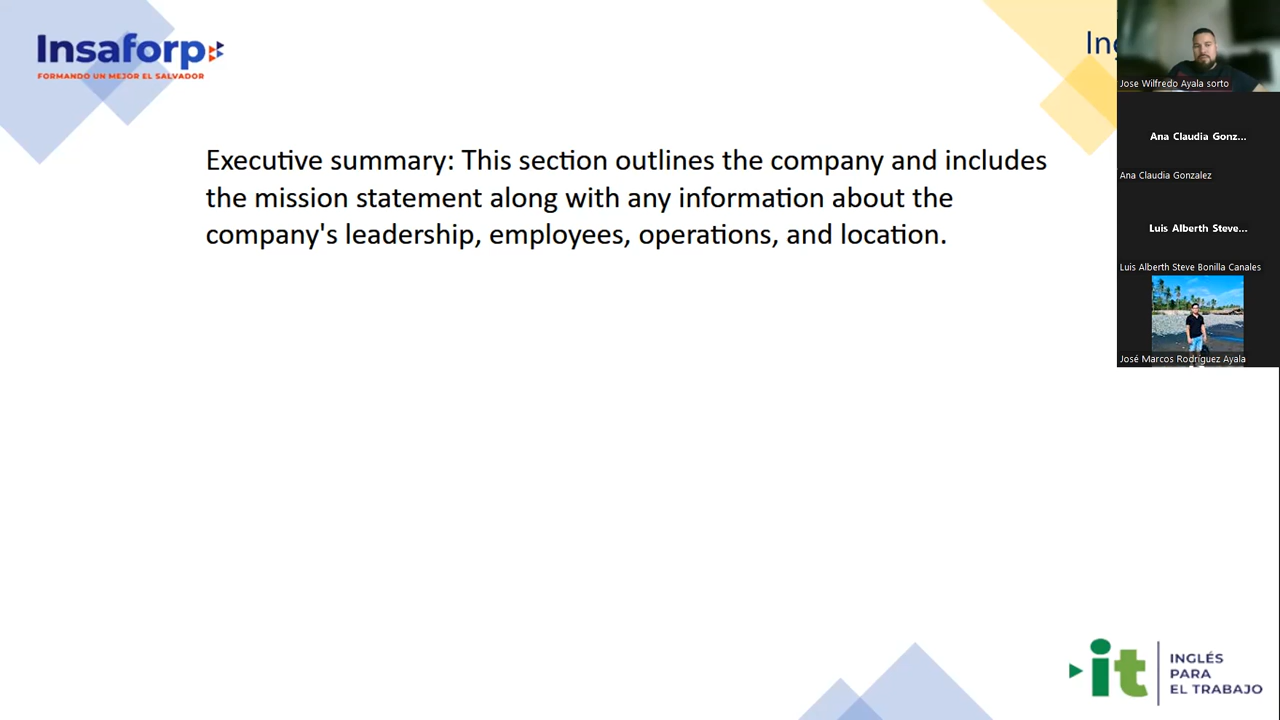 Insaforp
FORMANDO UN MEJOR EL SALVADOR
Executive summary: This section outlines the company and includes
the mission statement along with any information about the
company's leadership, employees, operations, and location.
Jose Wilfredo Ayala sorto
Ana Claudia Gonz...
Ana Claudia Gonzalez
Luis Alberth Steve...
Luis Alberth Steve Bonilla Canales
José Marcos Rodriguez Ayala
it
INGLÉS
PARA
EL TRABAJO